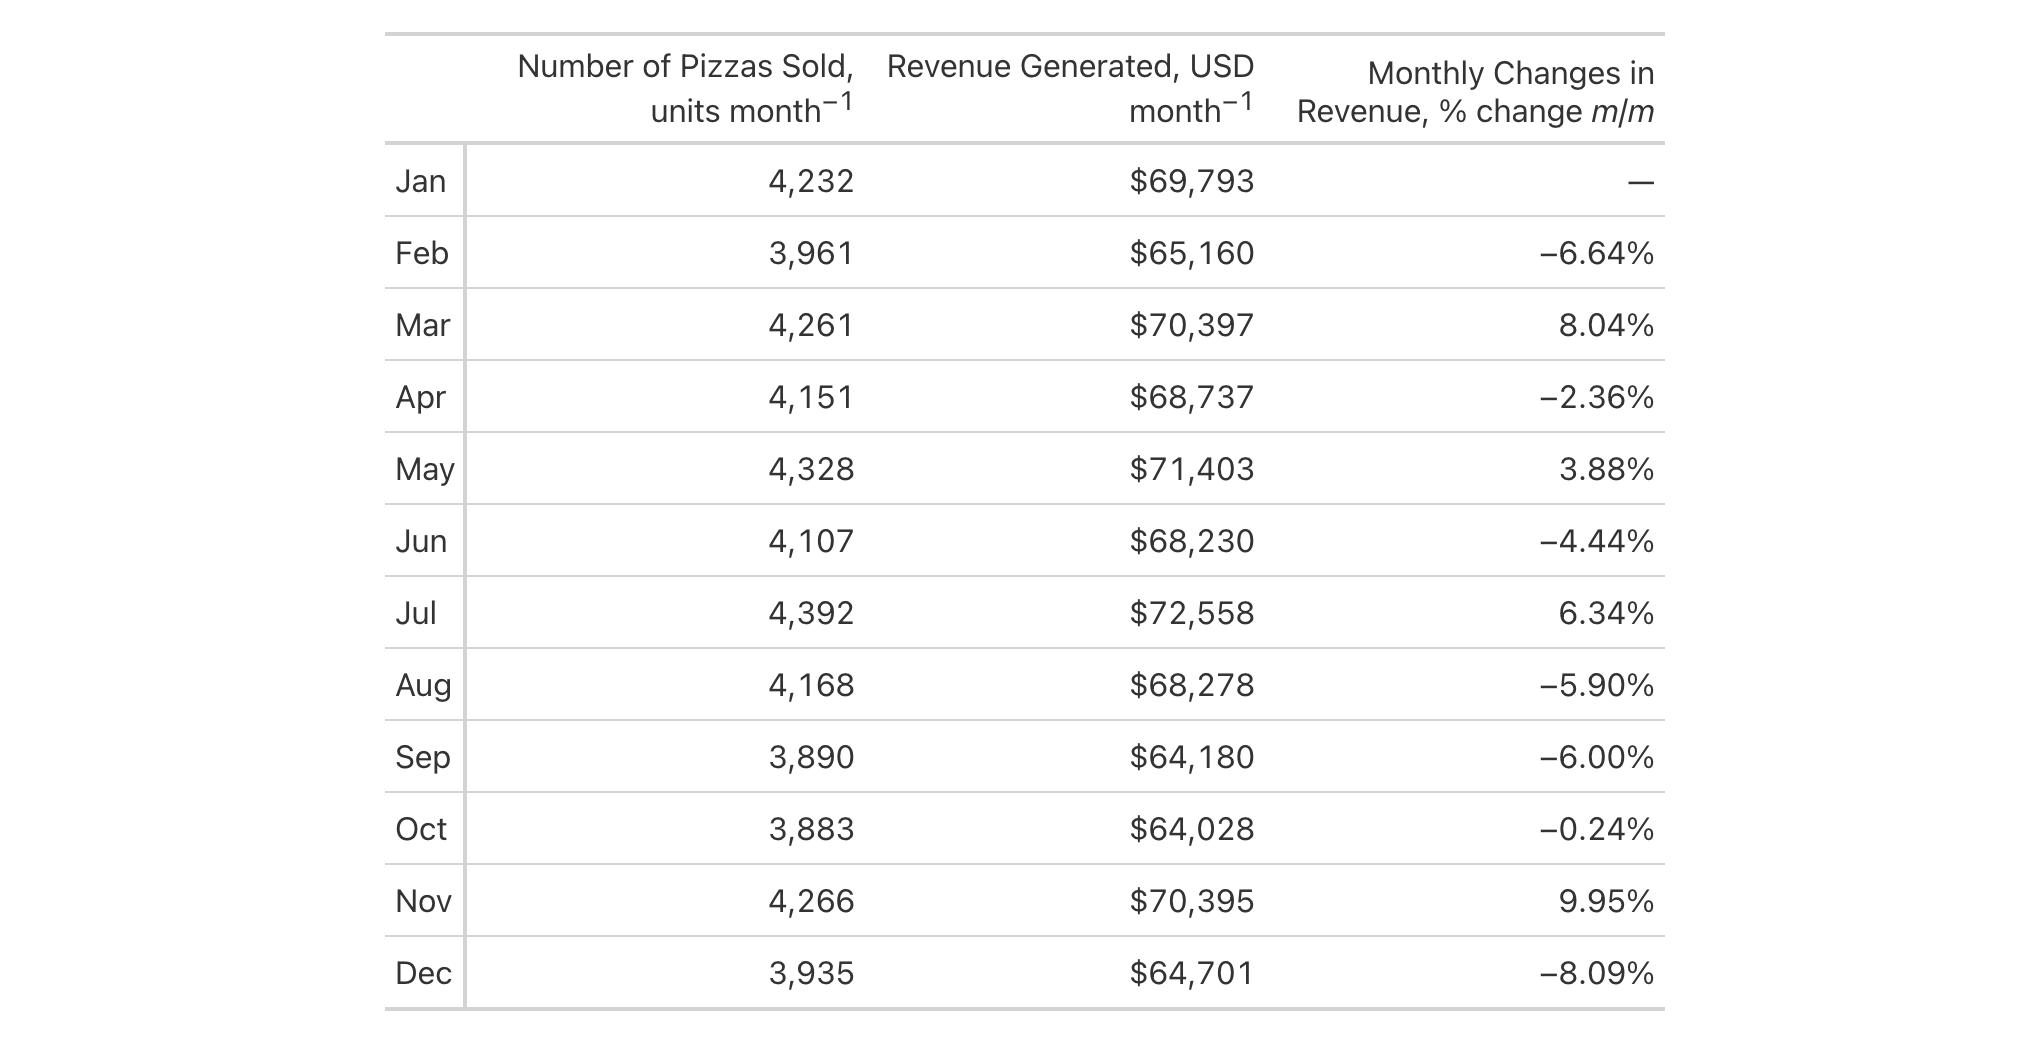 Number of Pizzas Sold, units month⁻¹ Revenue Generated, USD month⁻¹ Monthly Changes in Revenue, % change m/m
Jan 4,232 $69,793 —
Feb 3,961 $65,160 −6.64%
Mar 4,261 $70,397 8.04%
Apr 4,151 $68,737 −2.36%
May 4,328 $71,403 3.88%
Jun 4,107 $68,230 −4.44%
Jul 4,392 $72,558 6.34%
Aug 4,168 $68,278 −5.90%
Sep 3,890 $64,180 −6.00%
Oct 3,883 $64,028 −0.24%
Nov 4,266 $70,395 9.95%
Dec 3,935 $64,701 −8.09%